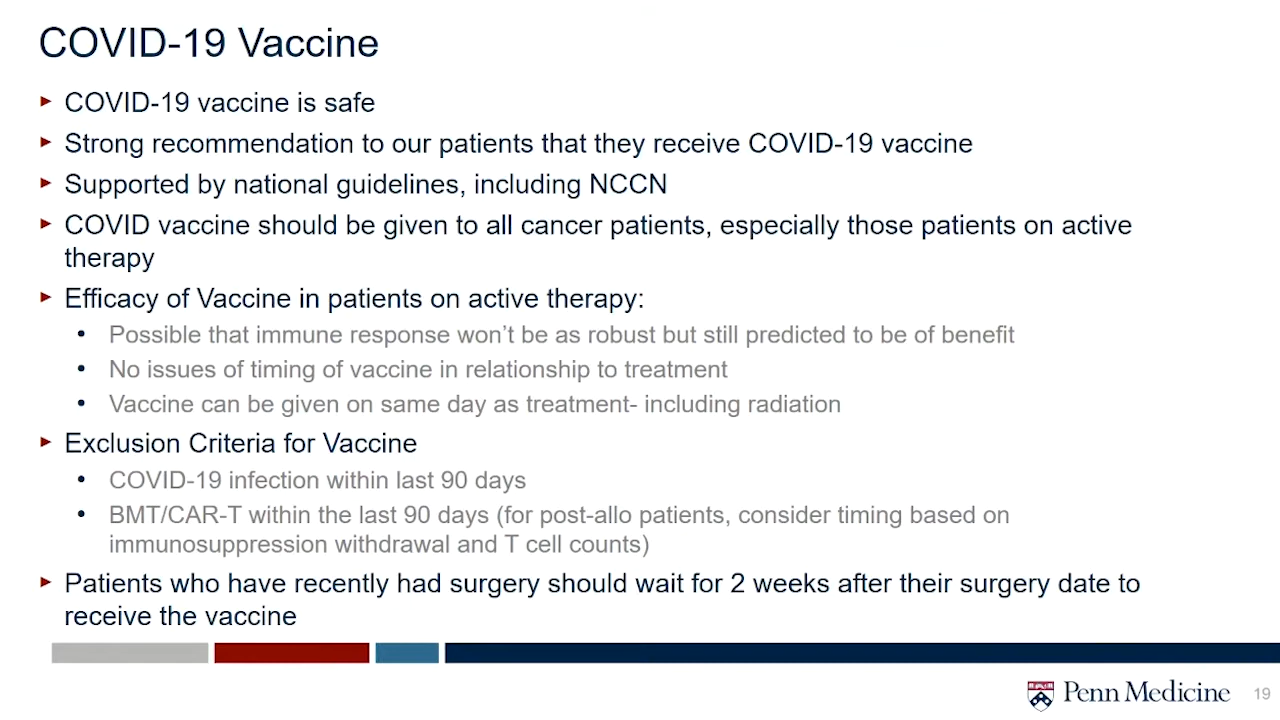 COVID-19 Vaccine
COVID-19 vaccine is safe
Strong recommendation to our patients that they receive COVID-19 vaccine
Supported by national guidelines, including NCCN
COVID vaccine should be given to all cancer patients, especially those patients on active
therapy
Efficacy of Vaccine in patients on active therapy:
Possible that immune response won't be as robust but still predicted to be of benefit
No issues of timing of vaccine in relationship to treatment
Vaccine can be given on same day as treatment- including radiation
Exclusion Criteria for Vaccine
COVID-19 infection within last 90 days
BMT/CAR-T within the last 90 days (for post-allo patients, consider timing based on
immunosuppression withdrawal and T cell counts)
Patients who have recently had surgery should wait for 2 weeks after their surgery date to
receive the vaccine
Penn Medicine
19